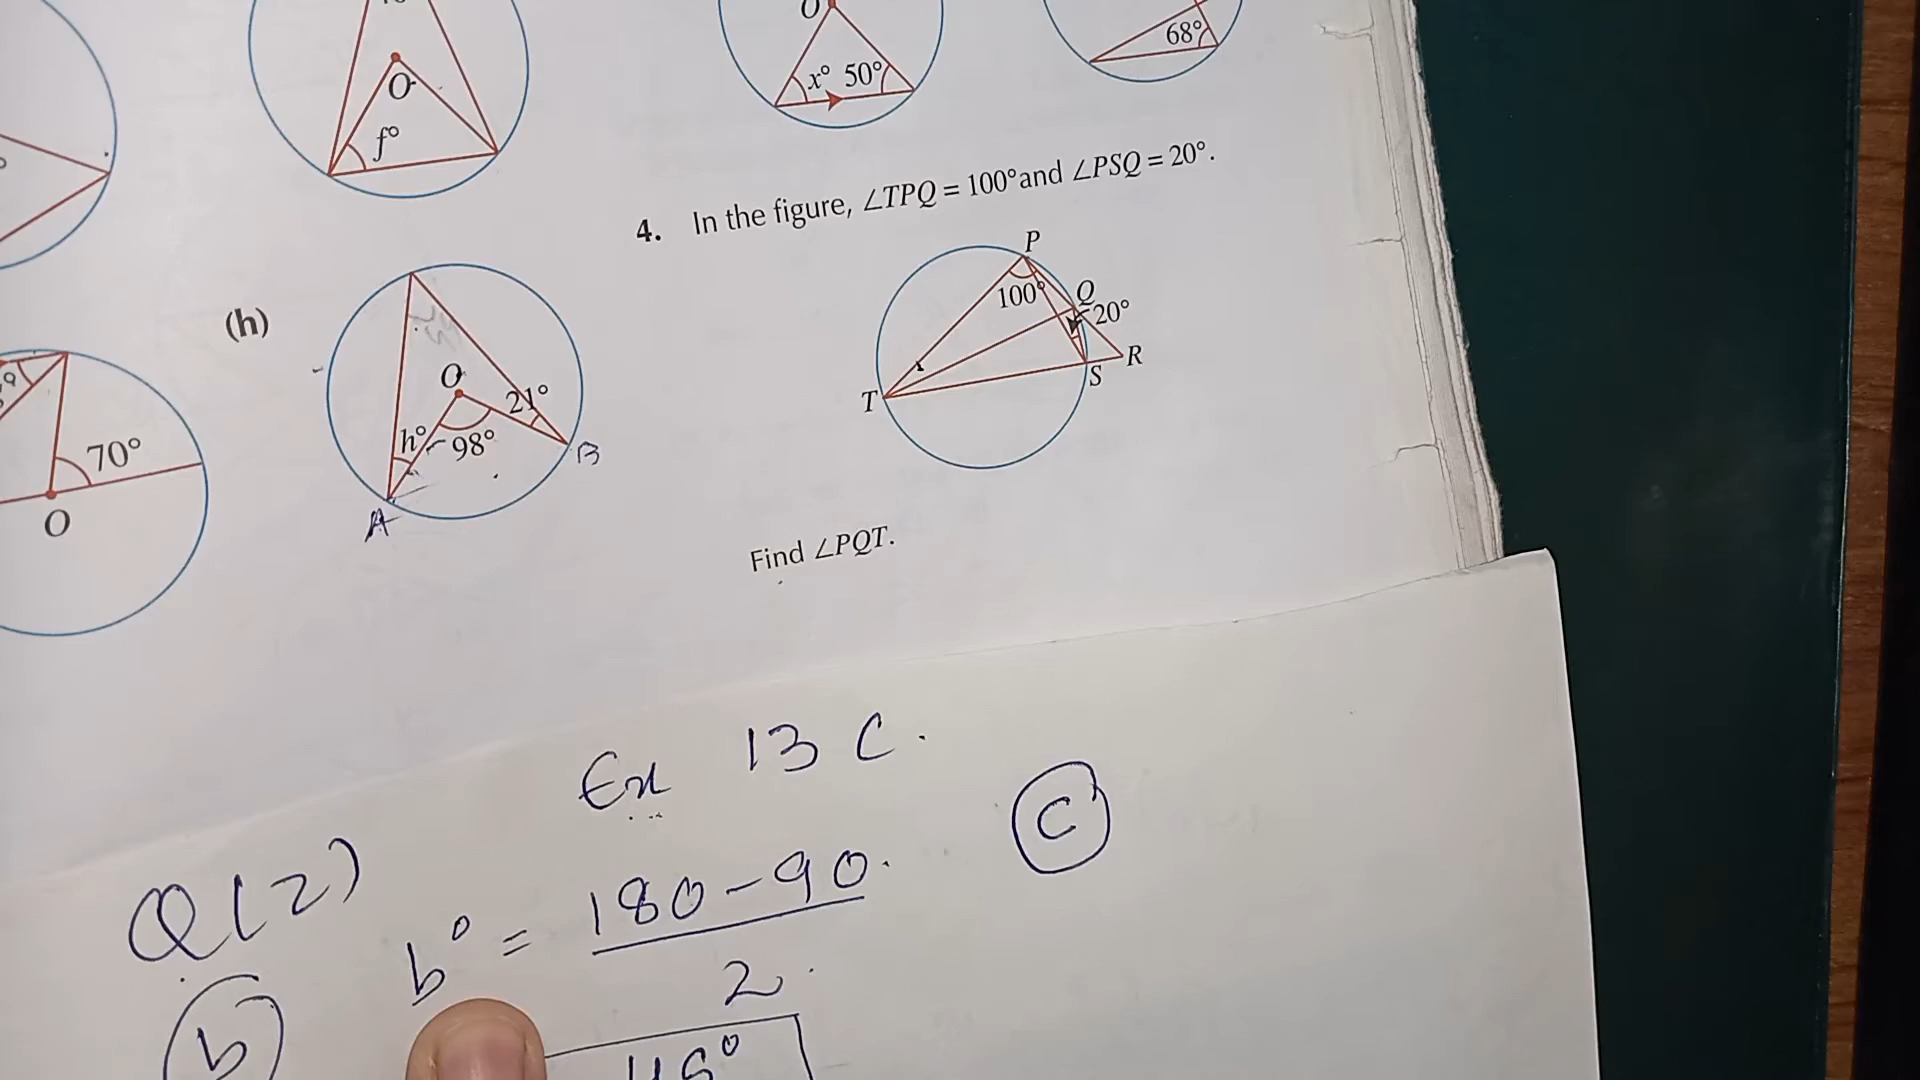 O
f°
O
x° 50°
68°
4. In the figure, ∠TPQ = 100° and ∠PSQ = 20°.
P
100°
Q
20°
R
S
T
(h)
O
21°
h°
98°
A
B
70°
O
Find ∠PQT.
Ex 13 C.
C
Q(2)
b° = 180-90.
2
b